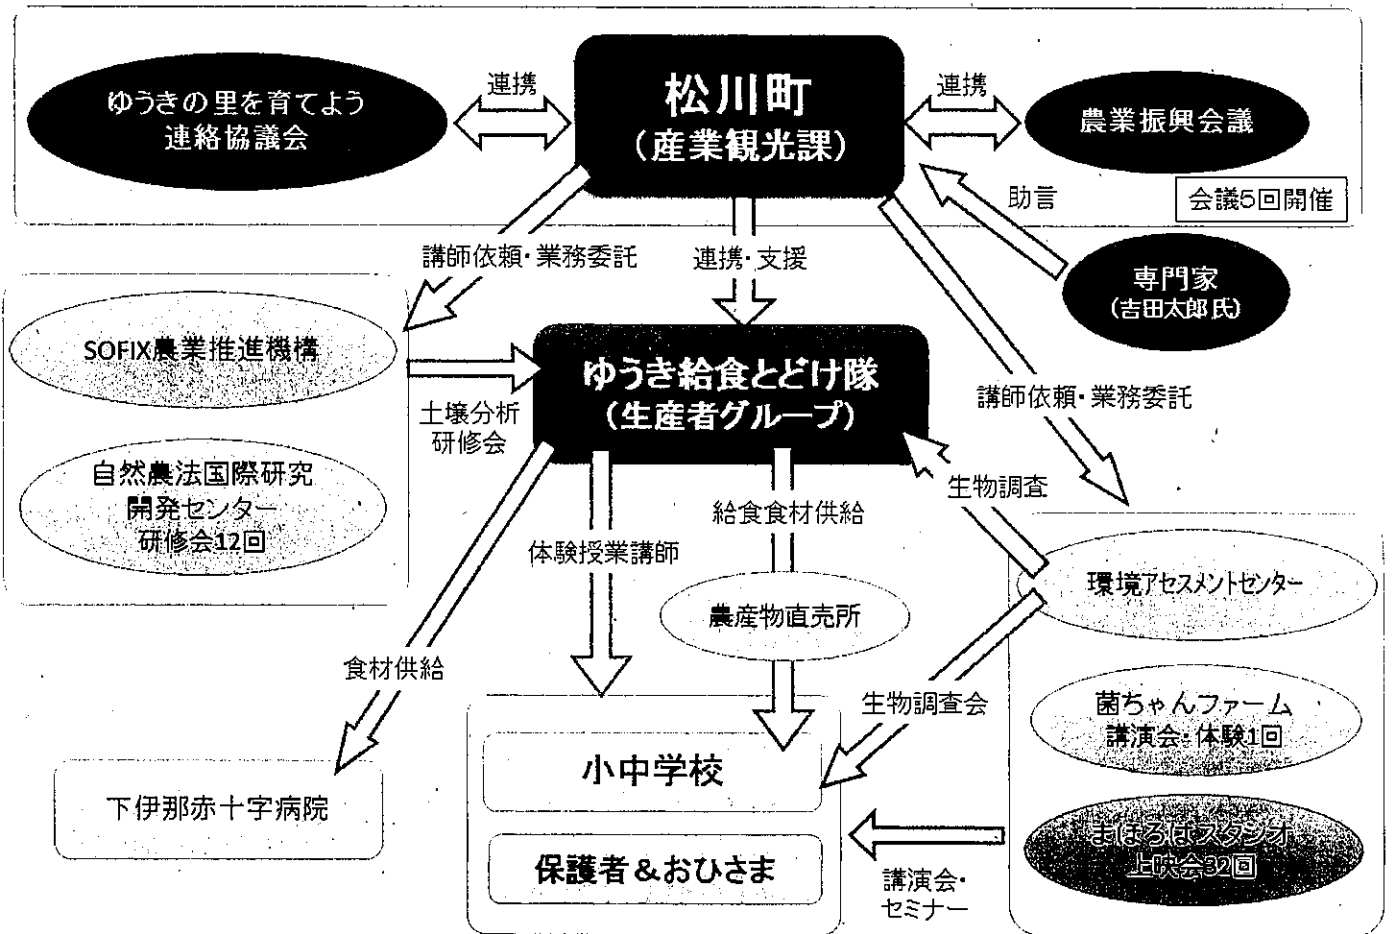 ゆうきの里を育てよう
連絡協議会
連携
松川町
(産業観光課)
連携
農業振興会議
会議5回開催
助言
専門家
(吉田太郎氏)
講師依頼・業務委託
連携・支援
講師依頼・業務委託
SOFIX農業推進機構
自然農法国際研究
開発センター
研修会12回
土壌分析
研修会
ゆうき給食とどけ隊
(生産者グループ)
生物調査
体験授業講師
給食食材供給
農産物直売所
食材供給
環境アセスメントセンター
生物調査会
菌ちゃんファーム
講演会・体験1回
まほろばスタジオ
上映会32回
講演会・
セミナー
小中学校
保護者&おひさま
下伊那赤十字病院